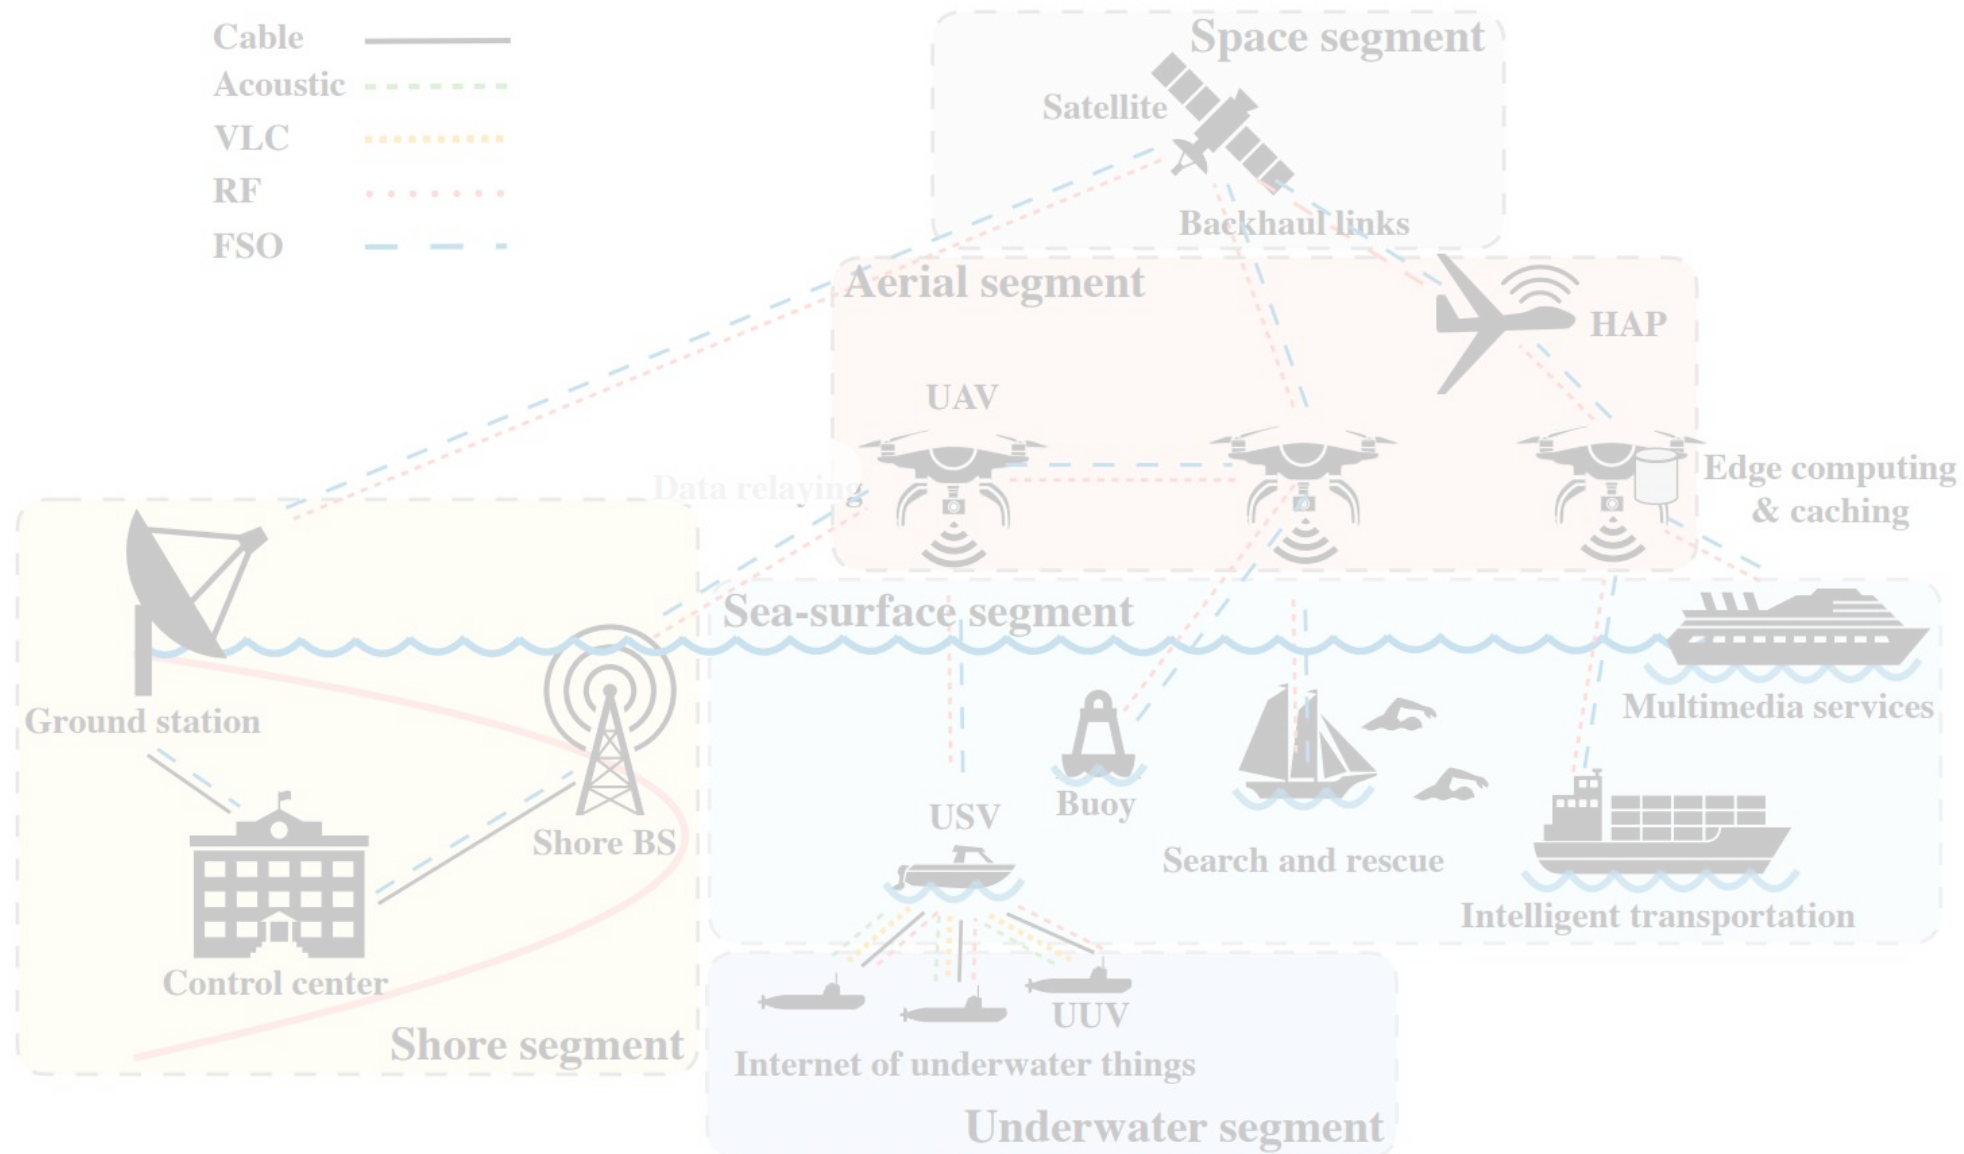 Cable
Acoustic
VLC
RF
FSO
Space segment
Satellite
Backhaul links
Aerial segment
HAP
UAV
Data relaying
Edge computing
& caching
Sea-surface segment
Ground station
Shore BS
Control center
Shore segment
Multimedia services
Buoy
USV
Search and rescue
Intelligent transportation
UUV
Internet of underwater things
Underwater segment